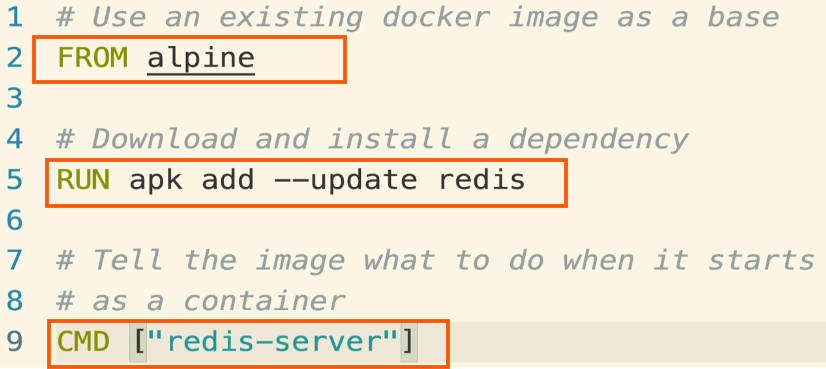 1 # Use an existing docker image as a base
2 FROM alpine
3
4 # Download and install a dependency
5 RUN apk add --update redis
6
7 # Tell the image what to do when it starts
8 # as a container
9 CMD ["redis-server"]